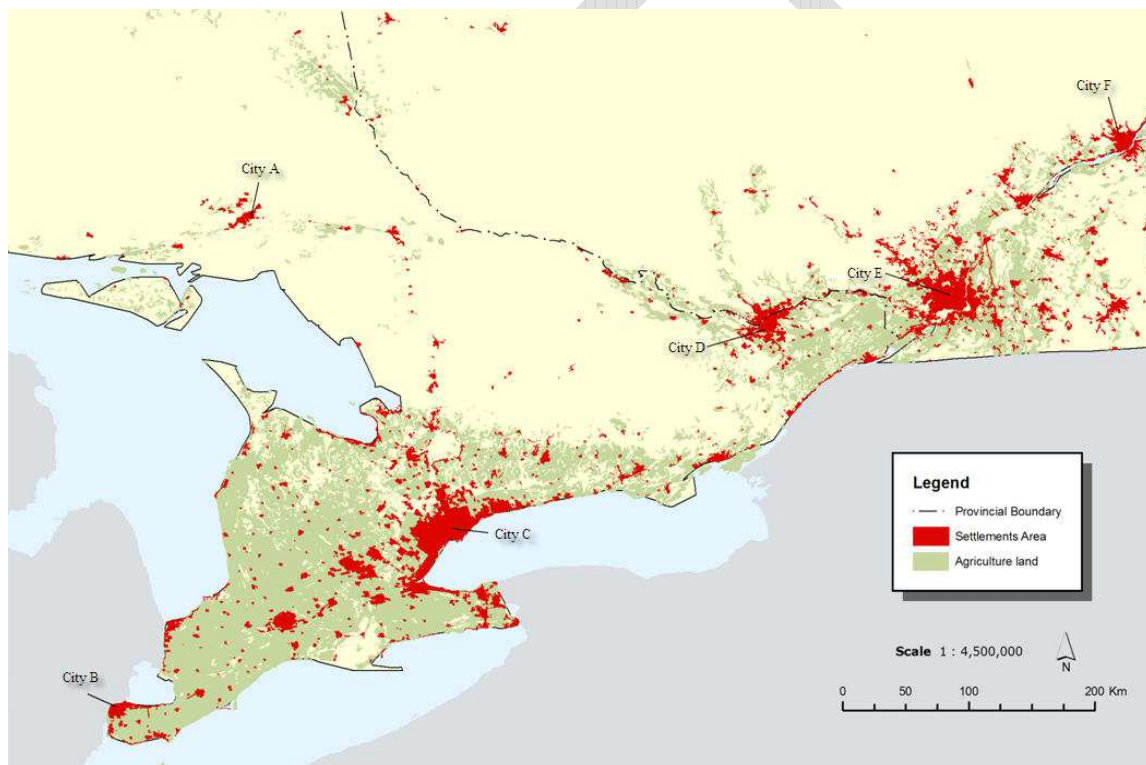 City F
City A
City E
City D
City C
City B
Legend
Provincial Boundary
Settlements Area
Agriculture land
Scale 1 : 4,500,000
N
0 50 100 200 Km